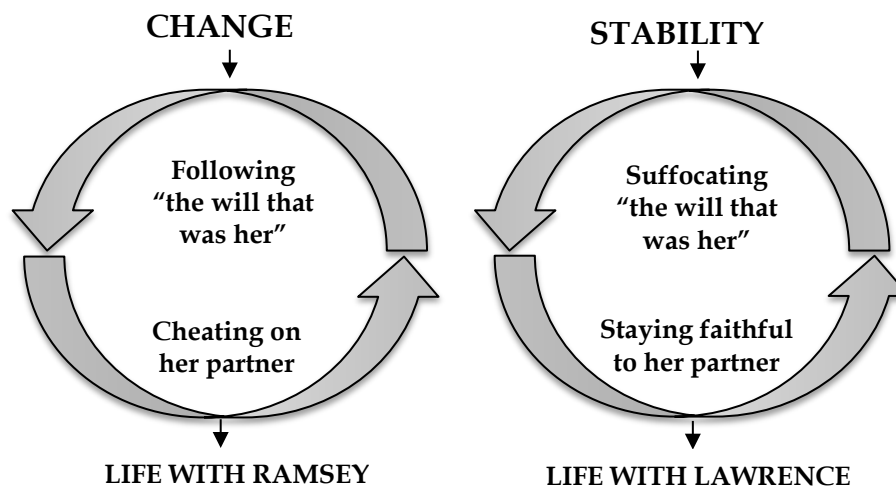 CHANGE
Following
“the will that
was her”
Cheating on
her partner
LIFE WITH RAMSEY
STABILITY
Suffocating
“the will that
was her”
Staying faithful
to her partner
LIFE WITH LAWRENCE